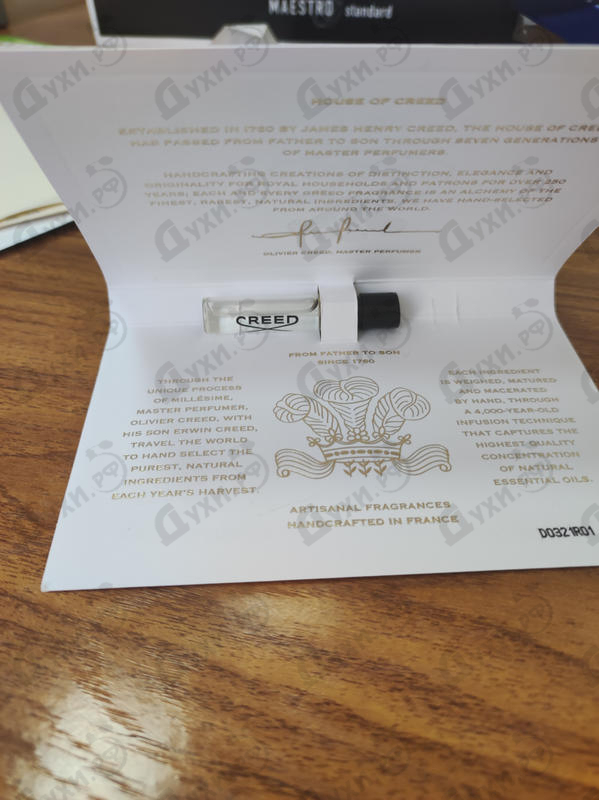 MAESTRO standard
HOUSE OF CREED
ESTABLISHED IN 1760 BY JAMES HENRY CREED, THE HOUSE OF CREE
HAS PASSED FROM FATHER TO SON THROUGH SEVEN GENERATIONS
OF MASTER PERFUMERS.
HANDCRAFTING CREATIONS OF DISTINCTION, ELEGANCE AND
ORIGINALITY FOR ROYAL HOUSEHOLDS AND PATRONS FOR OVER 250
YEARS; EACH AND EVERY CREED FRAGRANCE IS AN ALCHEMY OF THE
FINEST, RAREST, NATURAL INGREDIENTS. WE HAVE HAND-SELECTED
FROM AROUND THE WORLD.
OLIVIER CREED, MASTER PERFUMER
CREED
FROM FATHER TO SON
SINCE 1760
THROUGH THE
UNIQUE PROCESS
OF MILLÉSIME,
MASTER PERFUMER,
OLIVIER CREED, WITH
HIS SON ERWIN CREED,
TRAVEL THE WORLD
TO HAND SELECT THE
PUREST, NATURAL
INGREDIENTS FROM
EACH YEAR'S HARVEST.
EACH INGREDIENT
IS WEIGHED, MATURED
AND MACERATED
BY HAND, THROUGH
A 4,000-YEAR-OLD
INFUSION TECHNIQUE
THAT CAPTURES THE
HIGHEST QUALITY
CONCENTRATION
OF NATURAL
ESSENTIAL OILS.
ARTISANAL FRAGRANCES
HANDCRAFTED IN FRANCE
D0321R01
Духи.рф